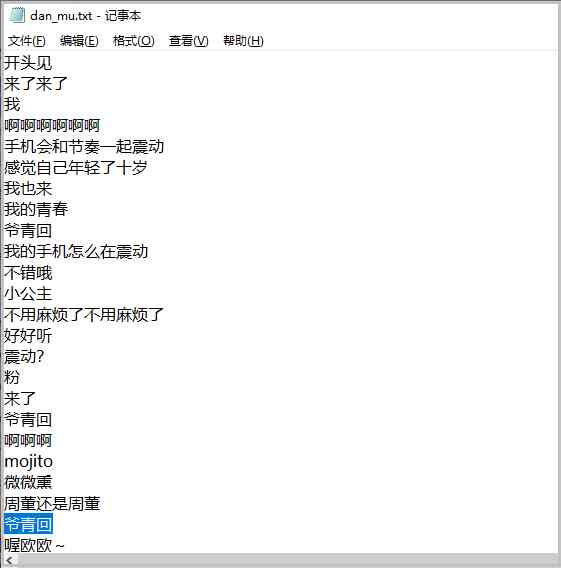 dan_mu.txt - 记事本
文件(F) 编辑(E) 格式(O) 查看(V) 帮助(H)
开头见
来了来了
我
啊啊啊啊啊啊
手机会和节奏一起震动
感觉自己年轻了十岁
我也来
我的青春
爷青回
我的手机怎么在震动
不错哦
小公主
不用麻烦了不用麻烦了
好好听
震动？
粉
来了
爷青回
啊啊啊
mojito
微微熏
周董还是周董
爷青回
喔欧欧～